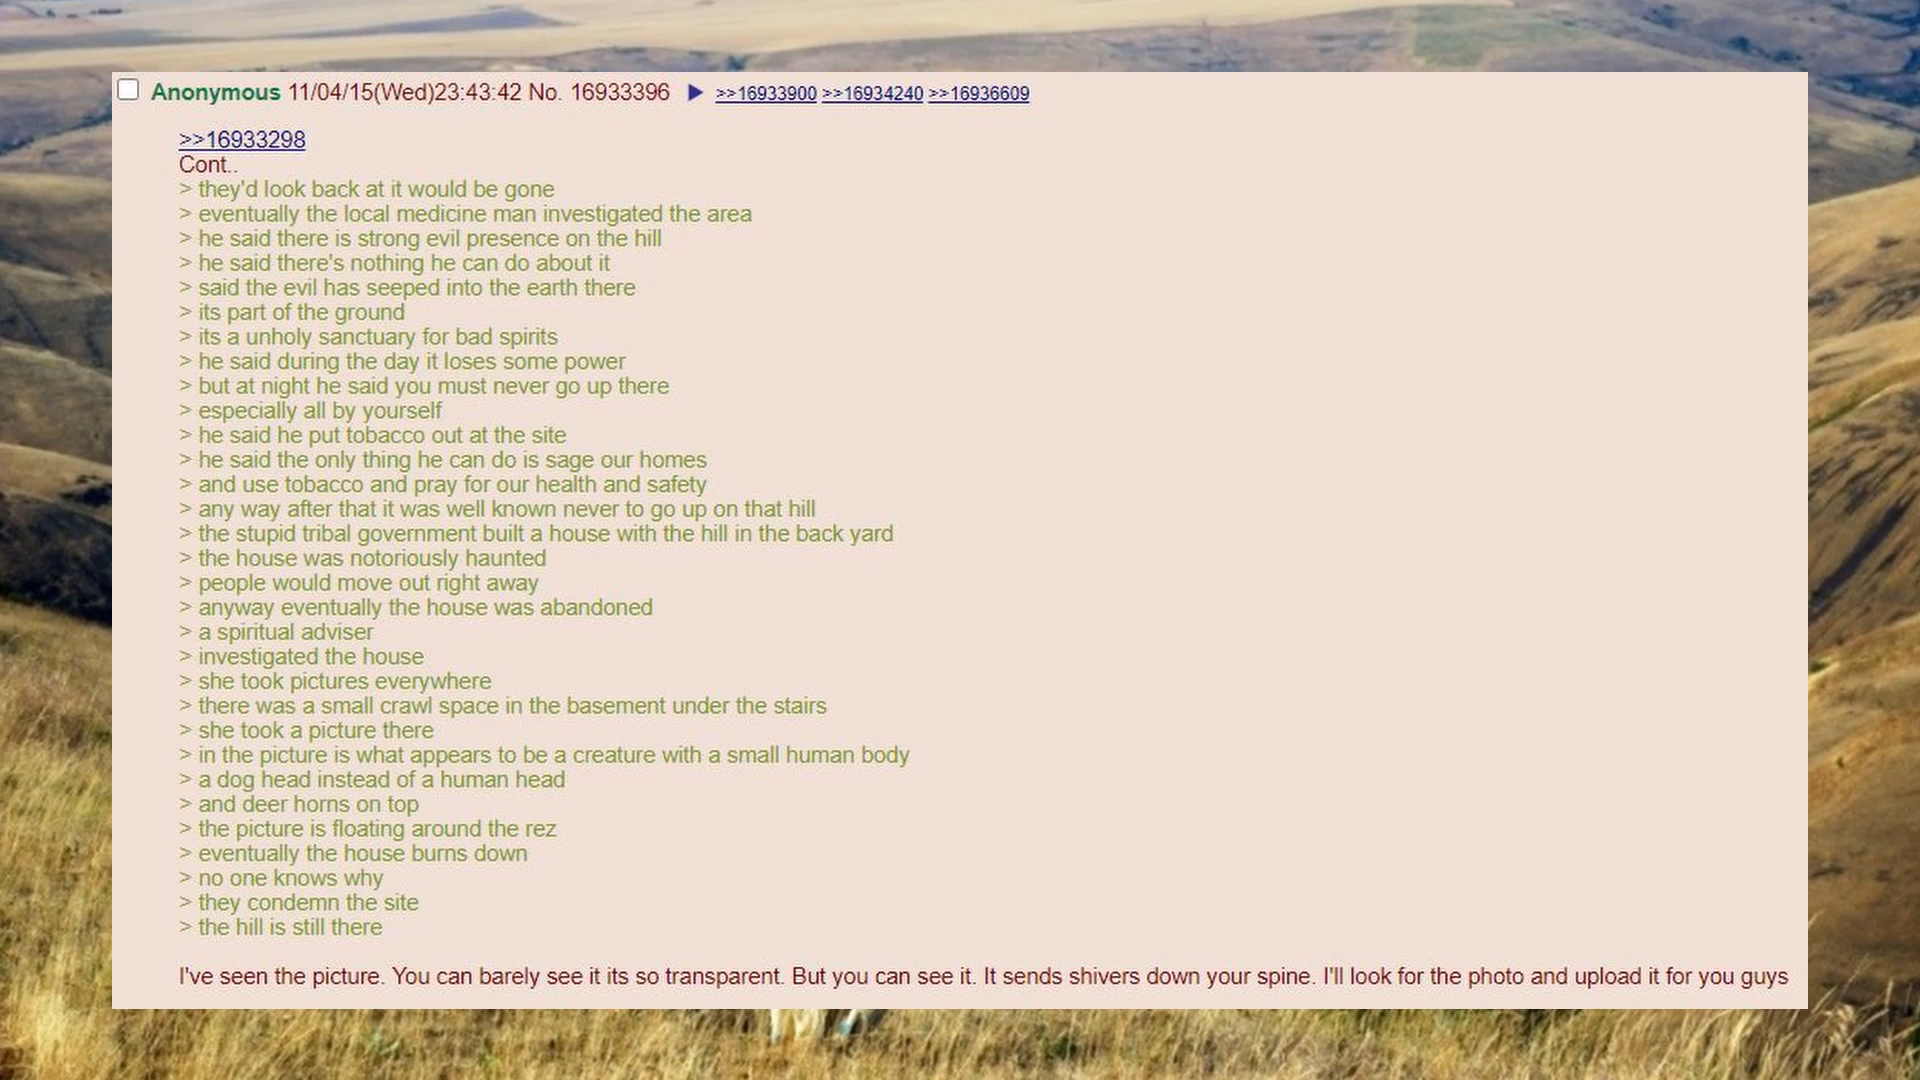 Anonymous 11/04/15(Wed)23:43:42 No. 16933396 ▶ >>16933900 >>16934240 >>16936609
>>16933298
Cont..
> they'd look back at it would be gone
> eventually the local medicine man investigated the area
> he said there is strong evil presence on the hill
> he said there's nothing he can do about it
> said the evil has seeped into the earth there
> its part of the ground
> its a unholy sanctuary for bad spirits
> he said during the day it loses some power
> but at night he said you must never go up there
> especially all by yourself
> he said he put tobacco out at the site
> he said the only thing he can do is sage our homes
> and use tobacco and pray for our health and safety
> any way after that it was well known never to go up on that hill
> the stupid tribal government built a house with the hill in the back yard
> the house was notoriously haunted
> people would move out right away
> anyway eventually the house was abandoned
> a spiritual adviser
> investigated the house
> she took pictures everywhere
> there was a small crawl space in the basement under the stairs
> she took a picture there
> in the picture is what appears to be a creature with a small human body
> a dog head instead of a human head
> and deer horns on top
> the picture is floating around the rez
> eventually the house burns down
> no one knows why
> they condemn the site
> the hill is still there
I've seen the picture. You can barely see it its so transparent. But you can see it. It sends shivers down your spine. I'll look for the photo and upload it for you guys